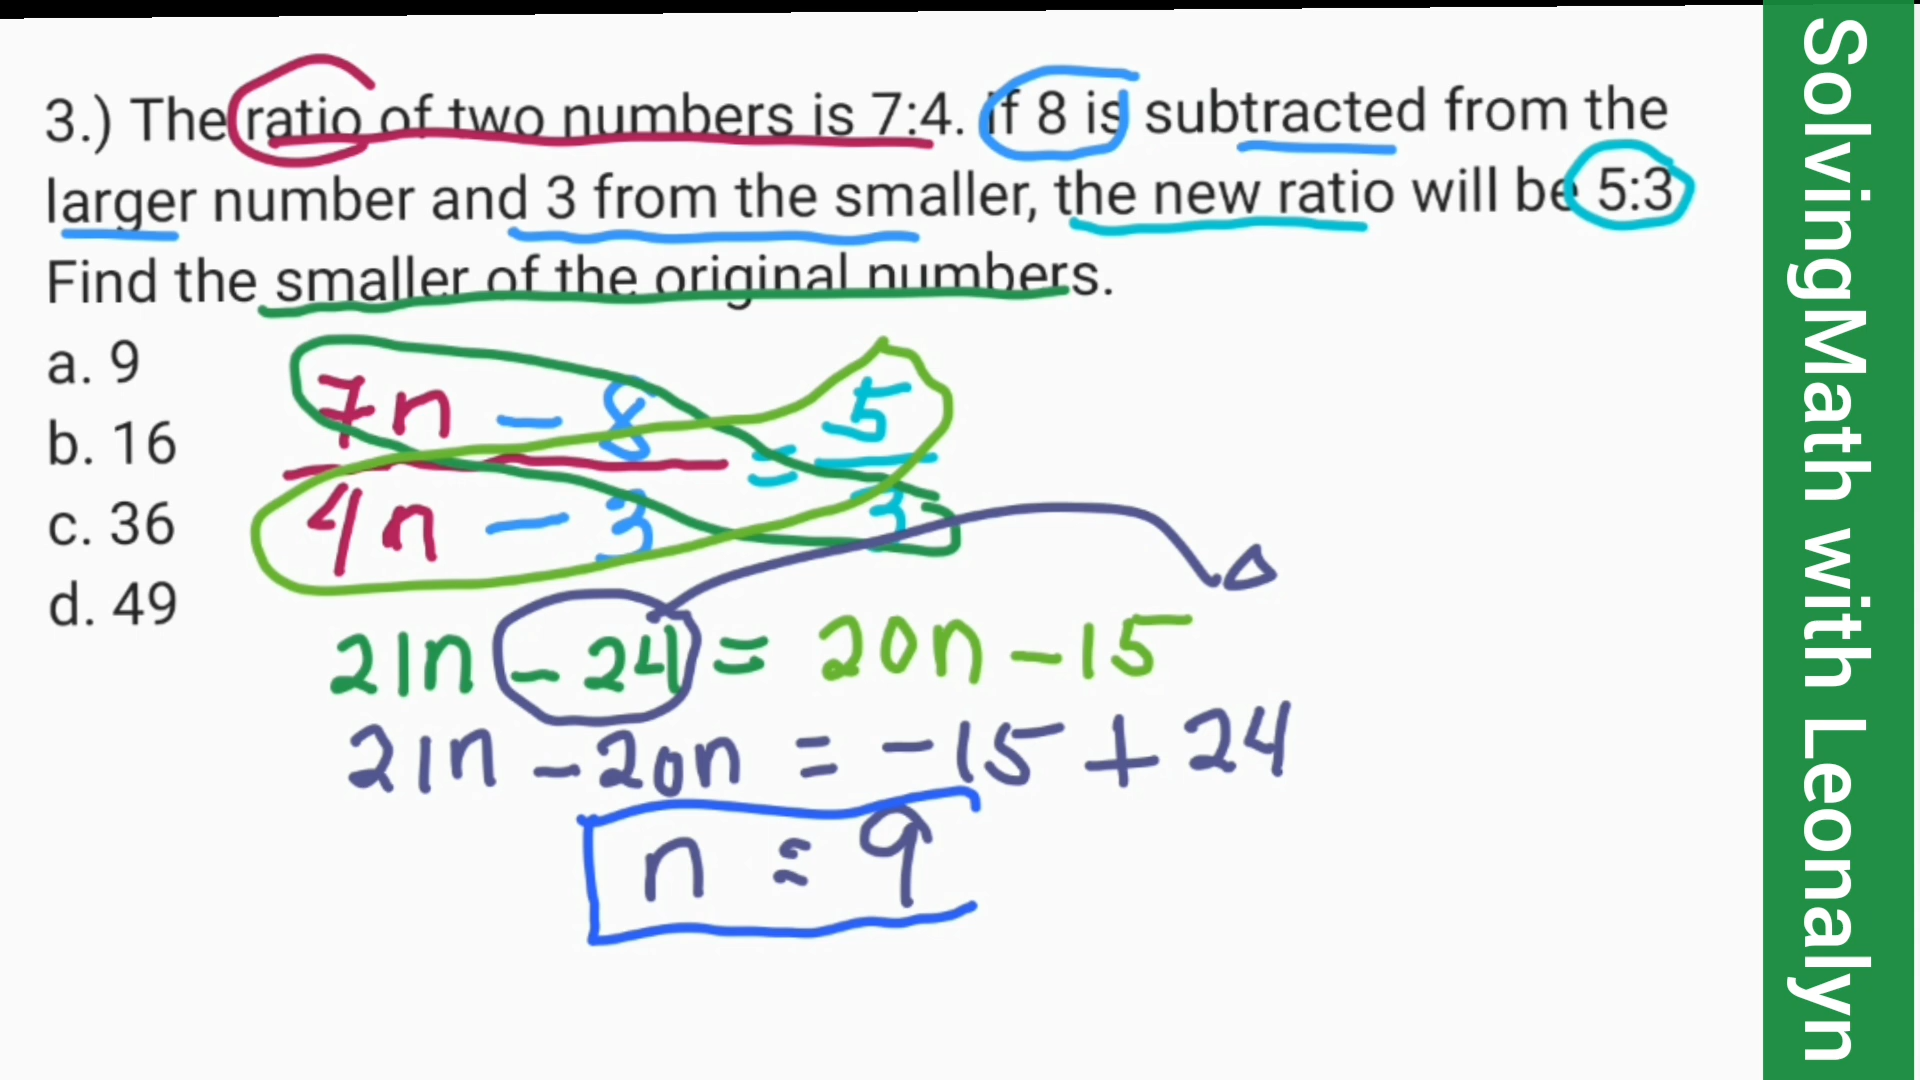 3.) The ratio of two numbers is 7:4. If 8 is subtracted from the
larger number and 3 from the smaller, the new ratio will be 5:3
Find the smaller of the original numbers.
a. 9
b. 16
c. 36
d. 49
7n - 8 = 5
4n - 3 3
21n - 24 = 20n - 15
21n - 20n = -15 + 24
n = 9
SolvingMath with Leonalyn